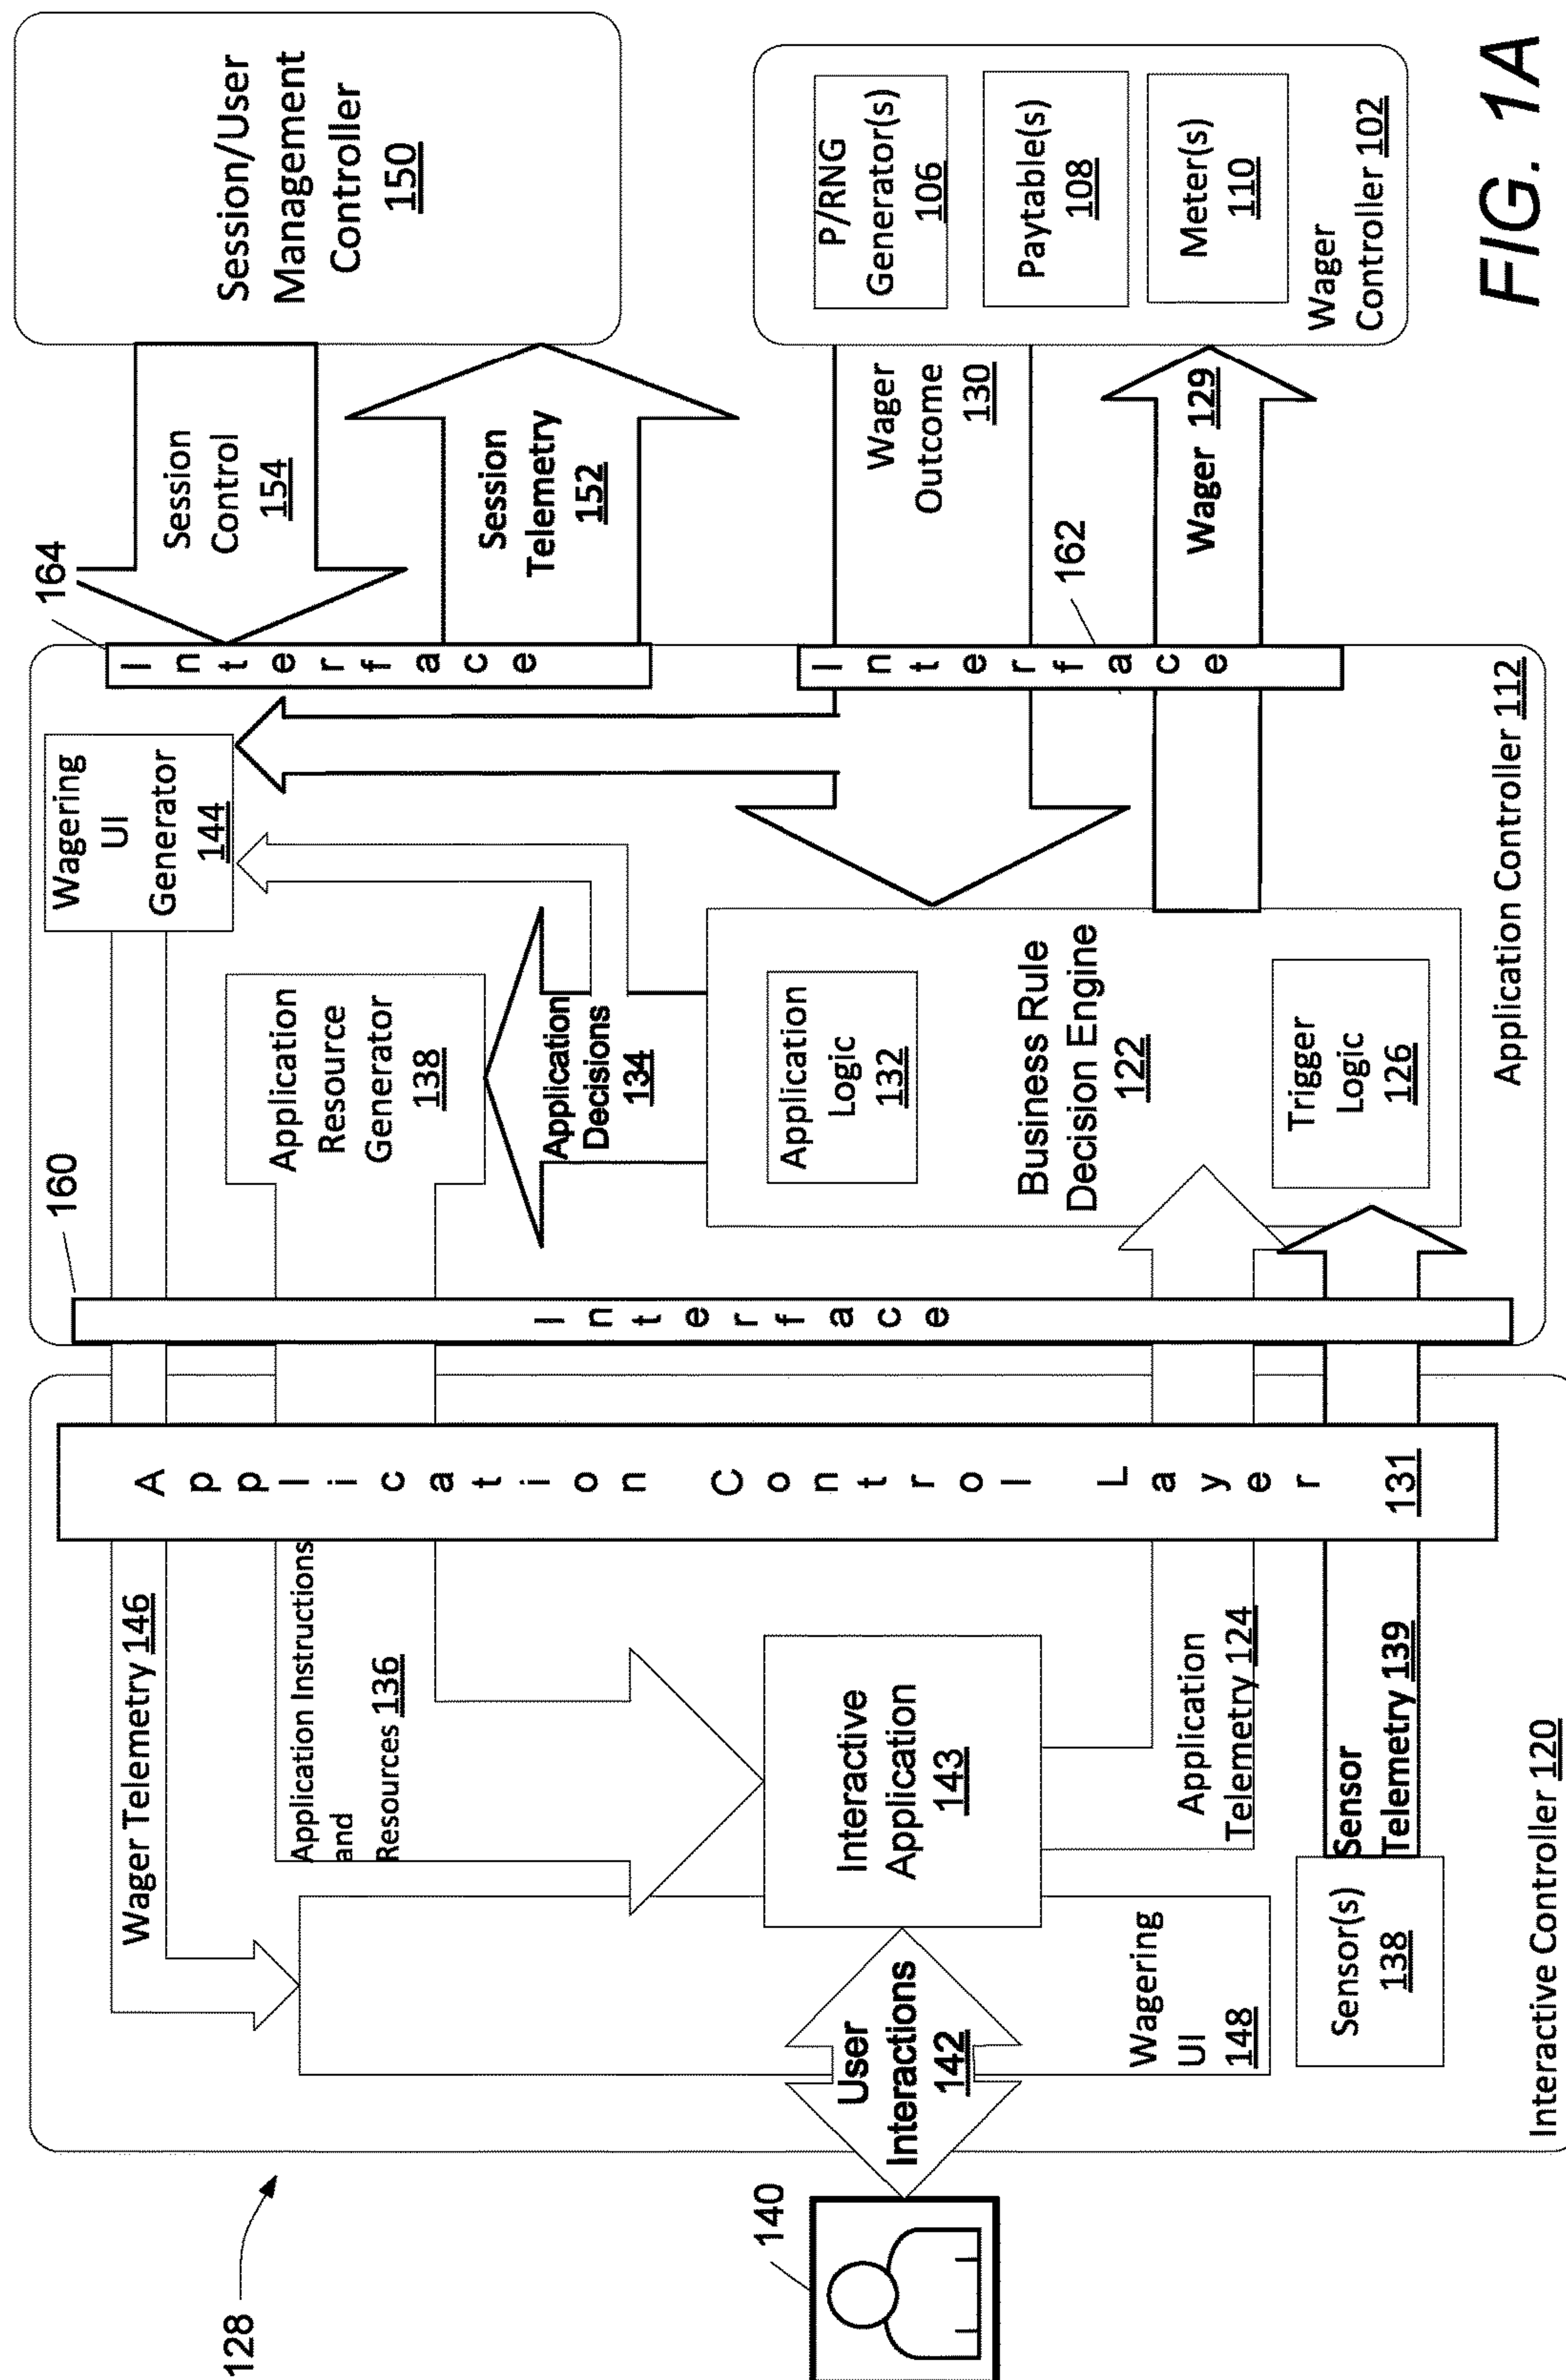 128
140
Interactive Controller 120
Wager Telemetry 146
Application Instructions
and
Resources 136
User
Interactions
142
Interactive
Application
143
Wagering
UI
148
Application
Telemetry 124
Sensor(s)
138
Sensor
Telemetry 139
Application Control Layer
131
160
Interface
Application Controller 112
Wagering
UI
Generator
144
Application
Resource
Generator
138
Application
Decisions
134
Application
Logic
132
Business Rule
Decision Engine
122
Trigger
Logic
126
164
Interface
Interface
162
Session
Control
154
Session
Telemetry
152
Wager
Outcome
130
Wager 129
Session/User
Management
Controller
150
P/RNG
Generator(s)
106
Paytable(s)
108
Meter(s)
110
Wager
Controller 102
FIG. 1A